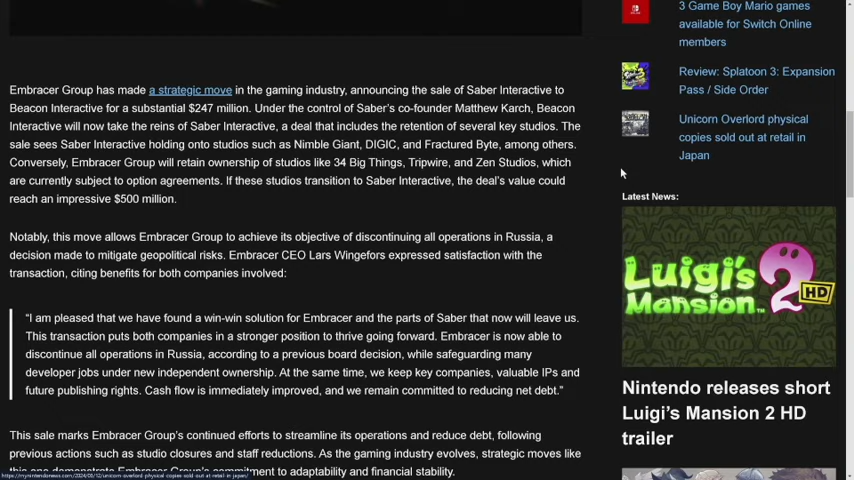 Embracer Group has made a strategic move in the gaming industry, announcing the sale of Saber Interactive to
Beacon Interactive for a substantial $247 million. Under the control of Saber's co-founder Matthew Karch, Beacon
Interactive will now take the reins of Saber Interactive, a deal that includes the retention of several key studios. The
sale sees Saber Interactive holding onto studios such as Nimble Giant, DIGIC, and Fractured Byte, among others.
Conversely, Embracer Group will retain ownership of studios like 34 Big Things, Tripwire, and Zen Studios, which
are currently subject to option agreements. If these studios transition to Saber Interactive, the deal's value could
reach an impressive $500 million.
Notably, this move allows Embracer Group to achieve its objective of discontinuing all operations in Russia, a
decision made to mitigate geopolitical risks. Embracer CEO Lars Wingefors expressed satisfaction with the
transaction, citing benefits for both companies involved:
“I am pleased that we have found a win-win solution for Embracer and the parts of Saber that now will leave us.
This transaction puts both companies in a stronger position to thrive going forward. Embracer is now able to
discontinue all operations in Russia, according to a previous board decision, while safeguarding many
developer jobs under new independent ownership. At the same time, we keep key companies, valuable IPs and
future publishing rights. Cash flow is immediately improved, and we remain committed to reducing net debt.”
This sale marks Embracer Group's continued efforts to streamline its operations and reduce debt, following
previous actions such as studio closures and staff reductions. As the gaming industry evolves, strategic moves like
this one demonstrate Embracer Group's commitment to adaptability and financial stability.
https://mynintendonews.com/2024/03/12/unicorn-overlord-physical-copies-sold-out-at-retail-in-japan/
3 Game Boy Mario games
available for Switch Online
members
Review: Splatoon 3: Expansion
Pass / Side Order
Unicorn Overlord physical
copies sold out at retail in
Japan
Latest News:
Luigi's
Mansion 2 HD
Nintendo releases short
Luigi's Mansion 2 HD
trailer